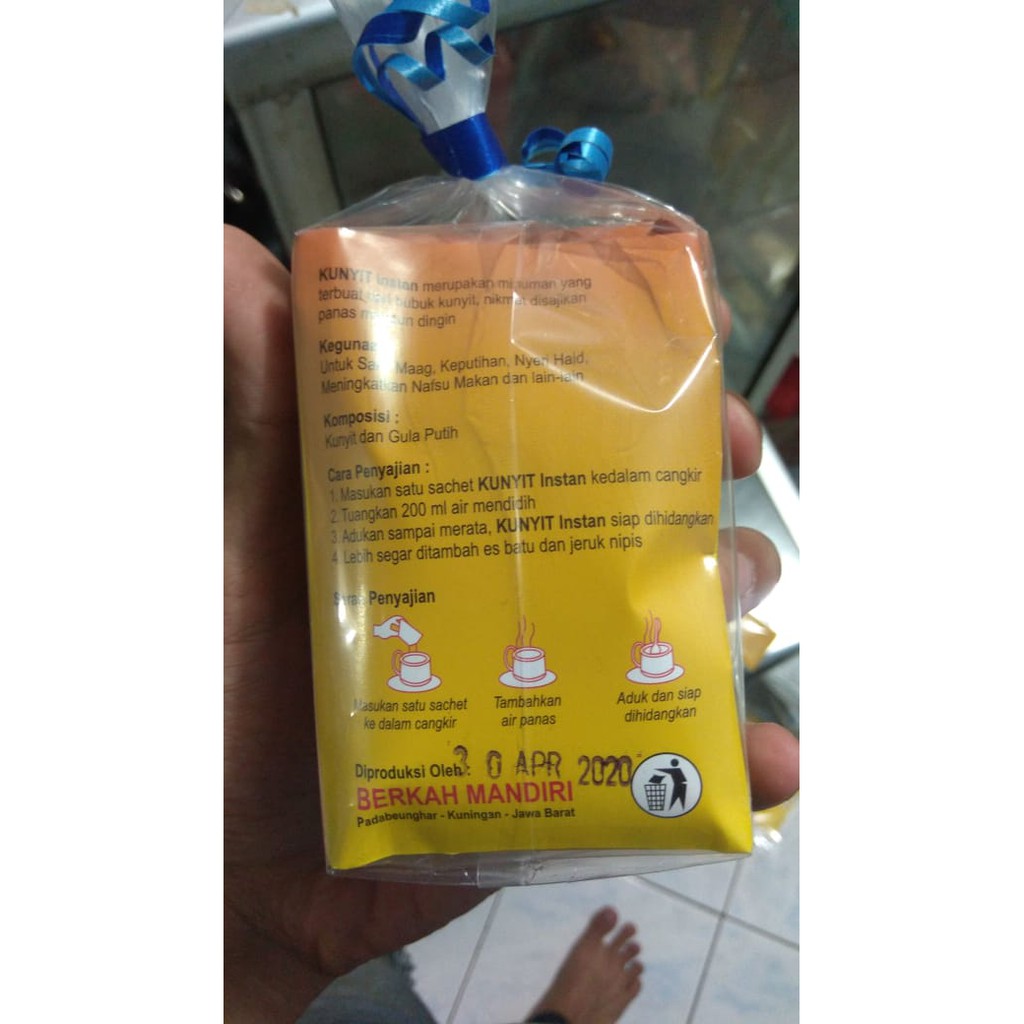 KUNYIT Instan merupakan minuman yang
terbuat dari bubuk kunyit, nikmat disajikan
panas maupun dingin
Kegunaan
Untuk Sakit Maag, Keputihan, Nyeri Haid,
Meningkatkan Nafsu Makan dan lain-lain
Komposisi :
Kunyit dan Gula Putih
Cara Penyajian :
1. Masukan satu sachet KUNYIT Instan kedalam cangkir
2. Tuangkan 200 ml air mendidih
3. Adukan sampai merata, KUNYIT Instan siap dihidangkan
4. Lebih segar ditambah es batu dan jeruk nipis
Saran Penyajian
Masukan satu sachet
ke dalam cangkir
Tambahkan
air panas
Aduk dan siap
dihidangkan
Diproduksi Oleh :
30 APR 2020
BERKAH MANDIRI
Padabeunghar - Kuningan - Jawa Barat